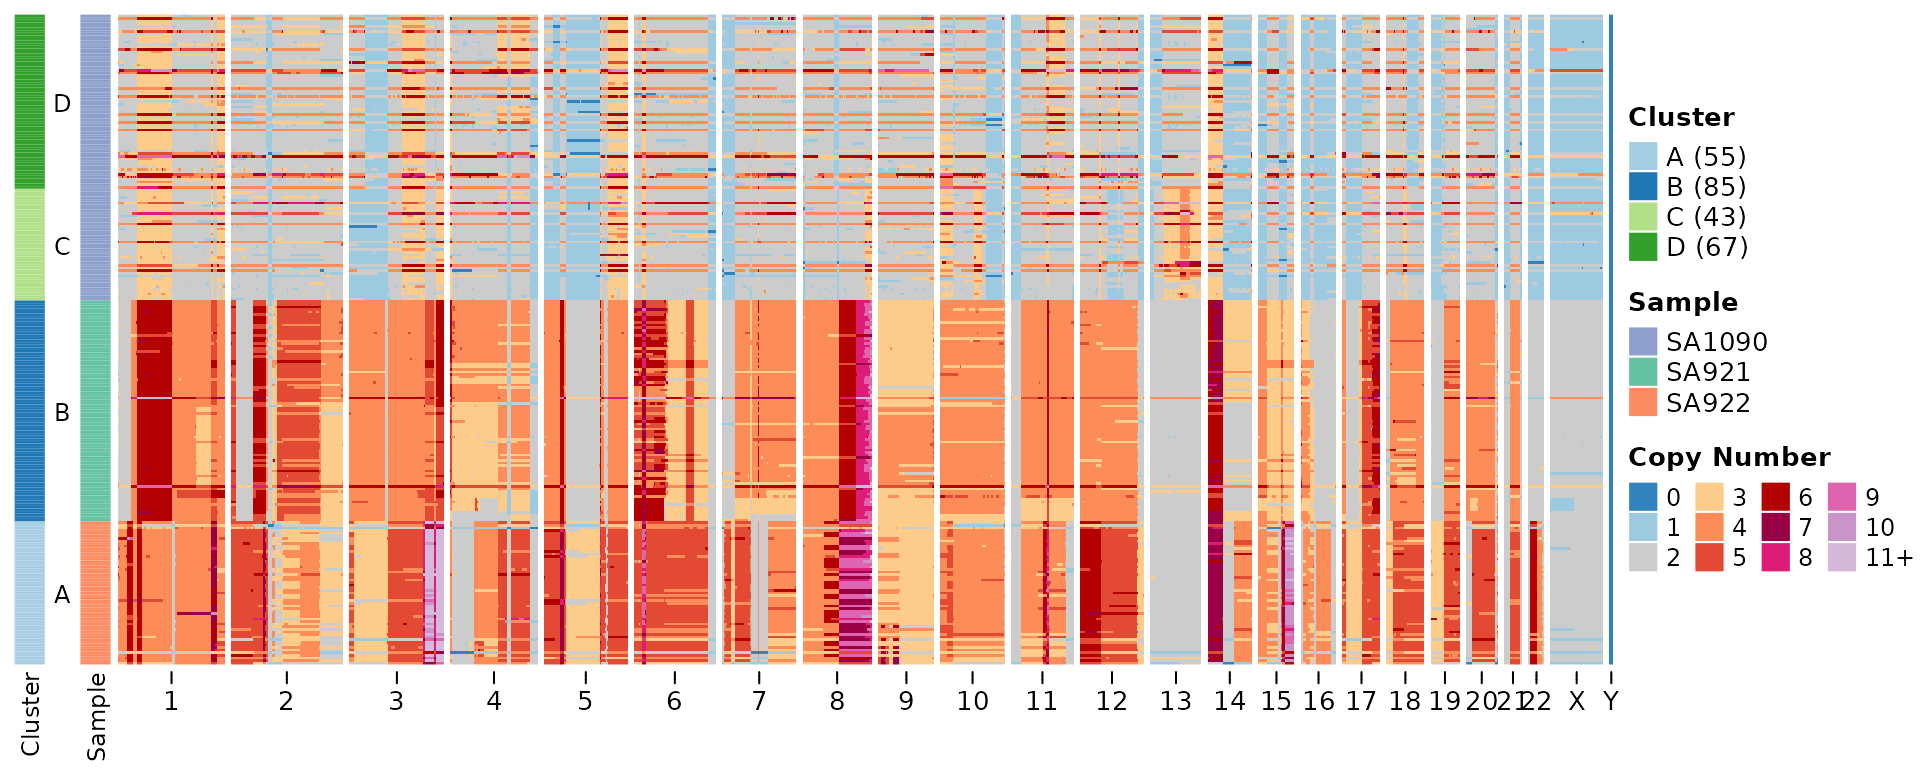 D
C
B
A
Cluster
Sample
1 2 3 4 5 6 7 8 9 10 11 12 13 14 15 16 17 18 19 20 21 22 X Y
Cluster
A (55)
B (85)
C (43)
D (67)
Sample
SA1090
SA921
SA922
Copy Number
0 3 6 9
1 4 7 10
2 5 8 11+